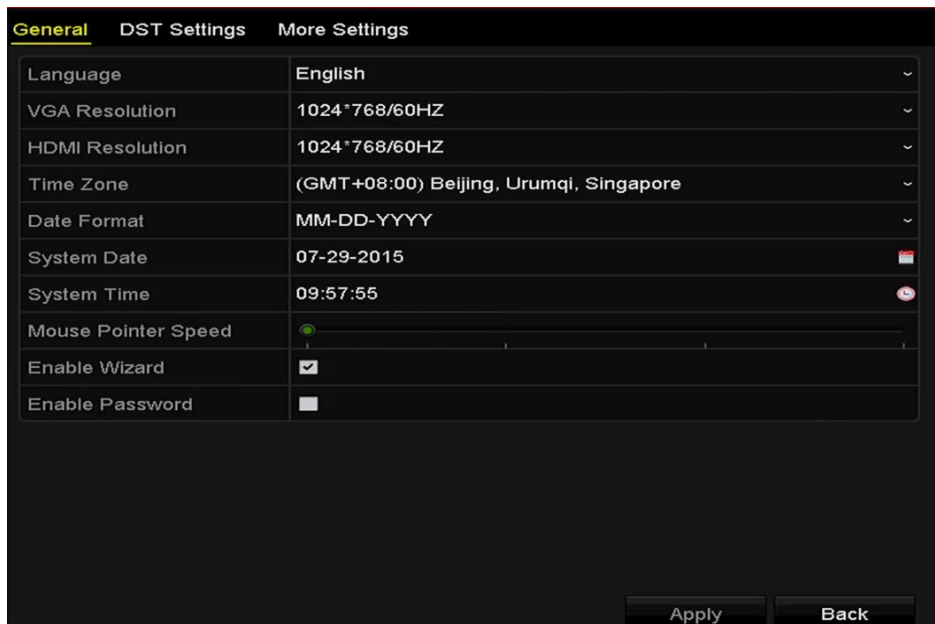 General DST Settings More Settings
Language English
VGA Resolution 1024*768/60HZ
HDMI Resolution 1024*768/60HZ
Time Zone (GMT+08:00) Beijing, Urumqi, Singapore
Date Format MM-DD-YYYY
System Date 07-29-2015
System Time 09:57:55
Mouse Pointer Speed
Enable Wizard
Enable Password
Apply Back